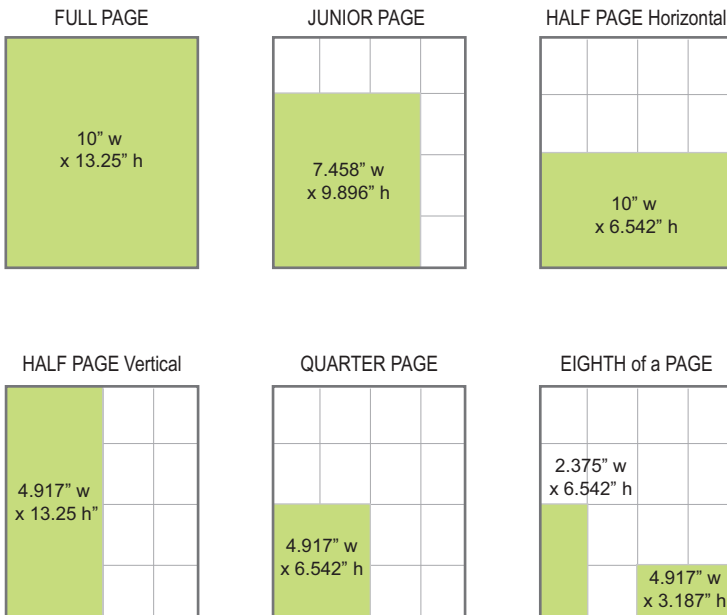 FULL PAGE
10” w
x 13.25” h
JUNIOR PAGE
7.458” w
x 9.896” h
HALF PAGE Horizontal
10” w
x 6.542” h
HALF PAGE Vertical
4.917” w
x 13.25 h”
QUARTER PAGE
4.917” w
x 6.542” h
EIGHTH of a PAGE
2.375” w
x 6.542” h
4.917” w
x 3.187” h